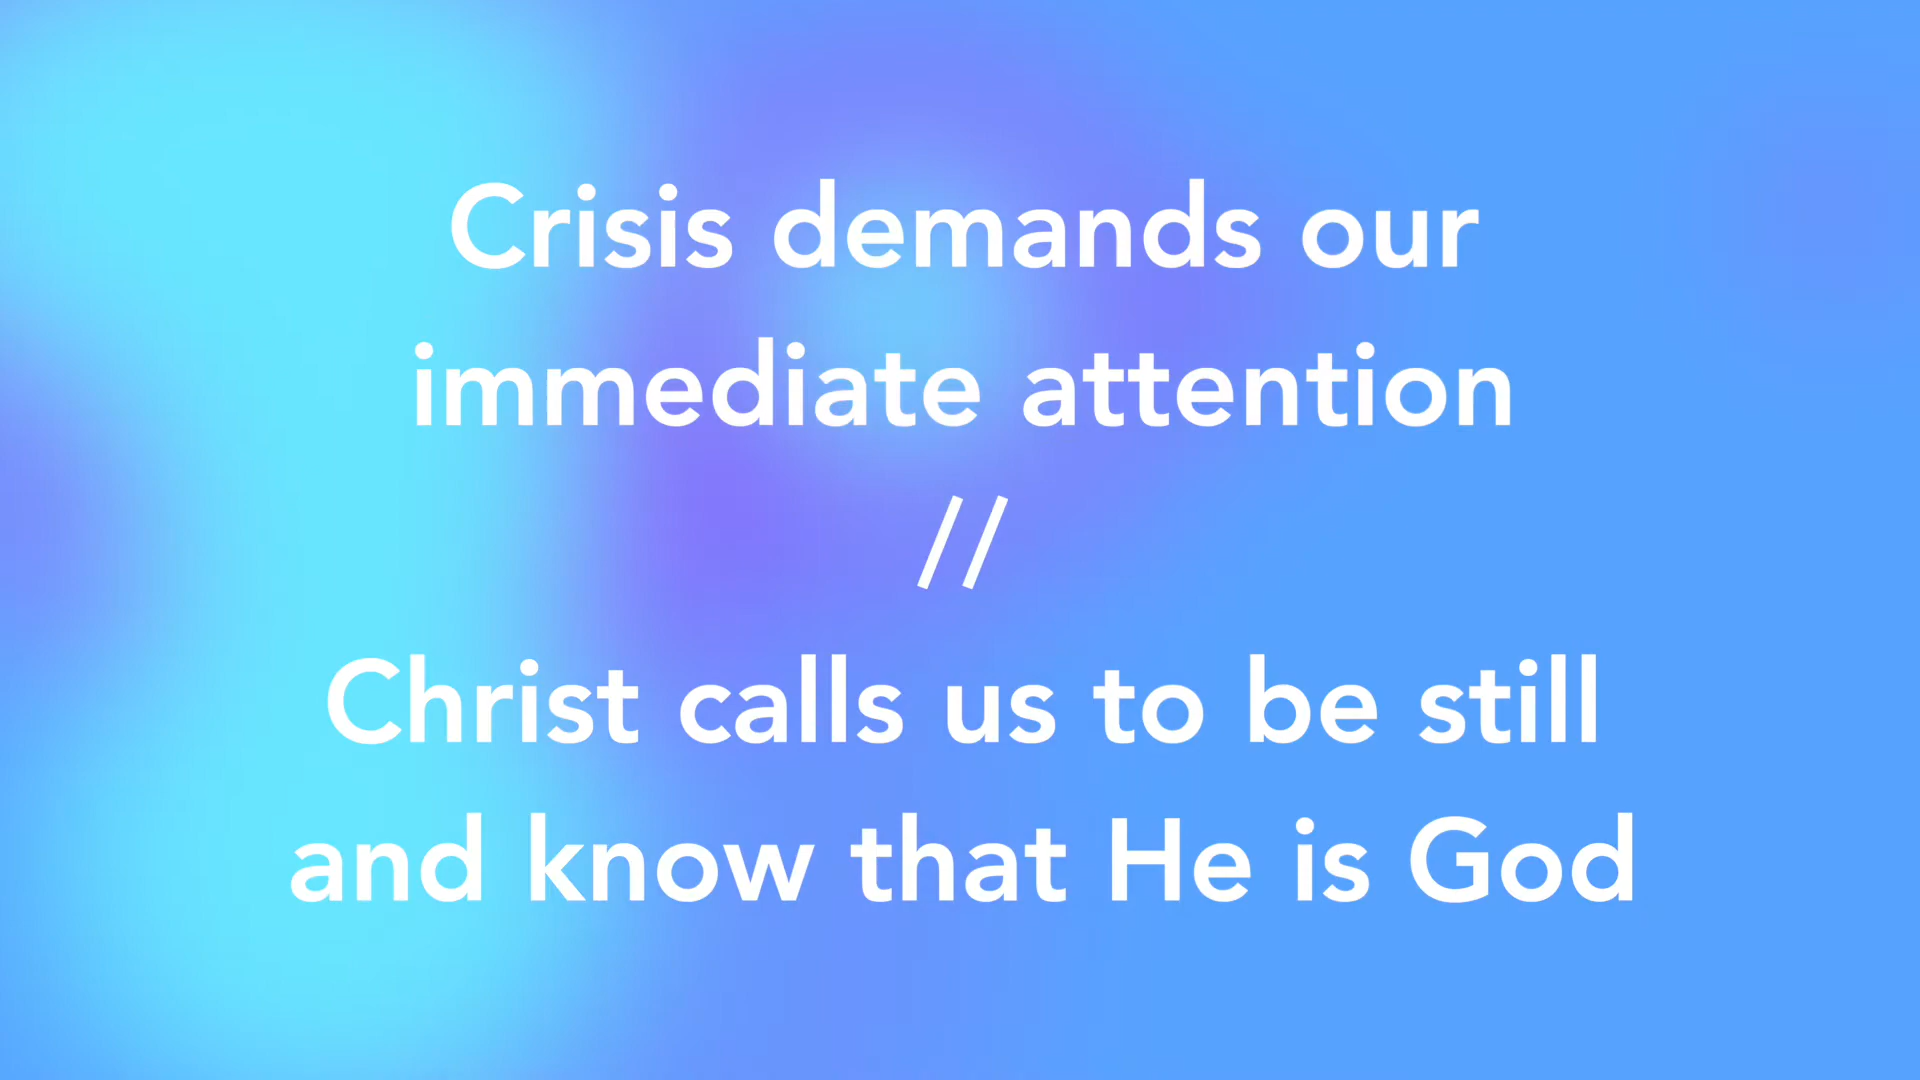 Crisis demands our
immediate attention
//
Christ calls us to be still
and know that He is God